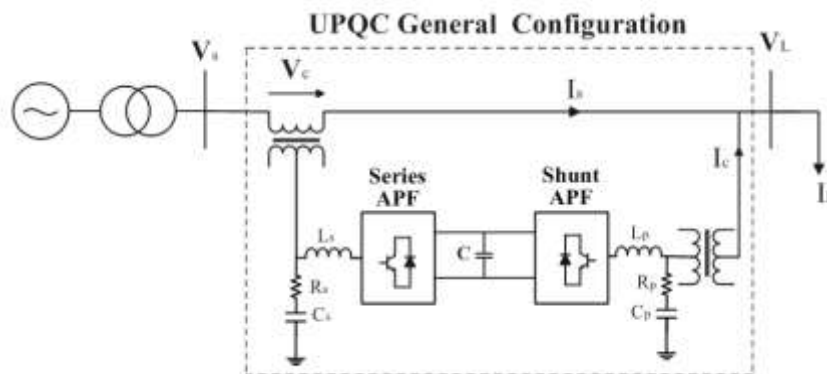 UPQC General Configuration
Vs
Vc
Is
VL
Ic
Series
APF
Shunt
APF
Ls
Lp
C
Rs
Rp
Cs
Cp